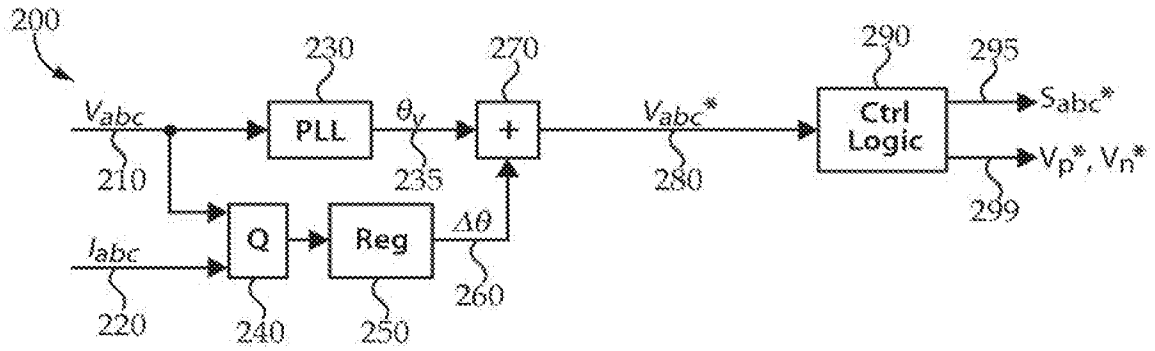 200
230
270
290
295
Vabc
PLL
θv
+
Vabc*
Ctrl
Logic
Sabc*
Vp*, Vn*
210
235
280
299
Q
Reg
Δθ
Iabc
260
220
240
250